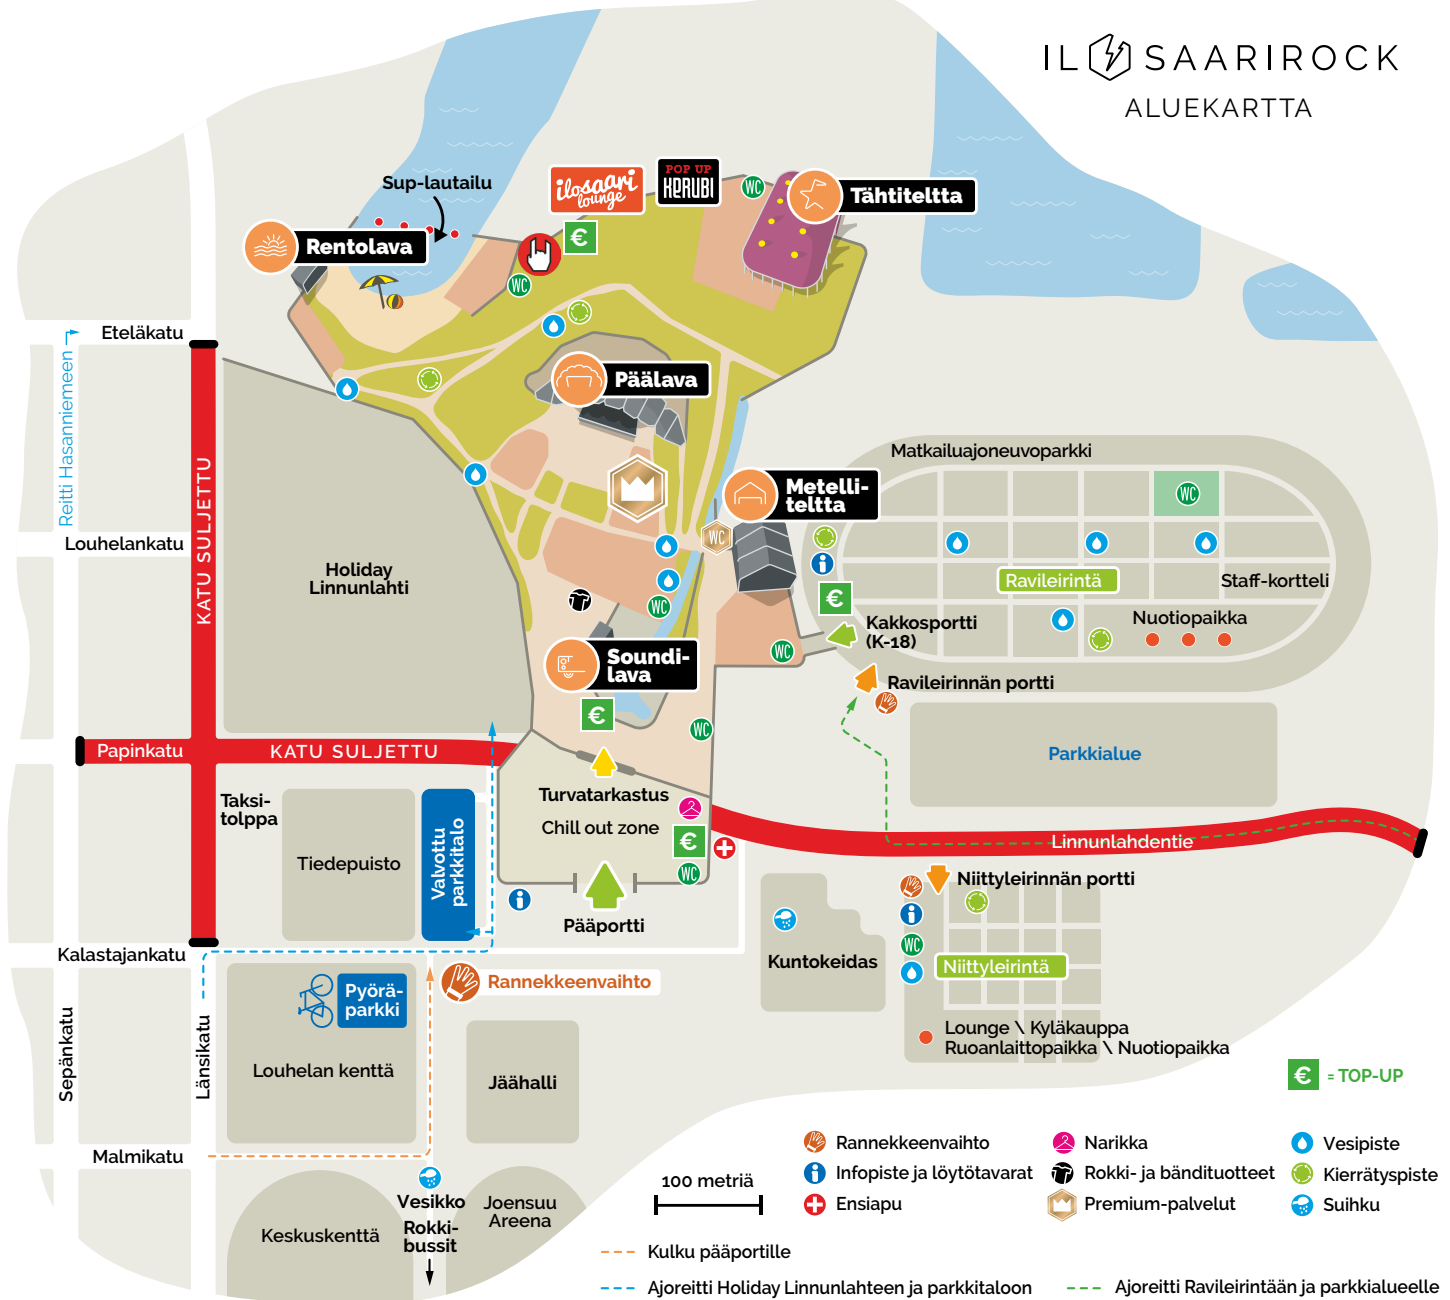 ILOSAARIROCK
ALUEKARTTA
Sup-lautailu
ilosaari
lounge
POP UP
KERUBI
WC
Tähtiteltta
Rentolava
€
WC
Eteläkatu
Reitti Hasanniemeen
Päälava
KATU SULJETTU
Matkailuajoneuvoparkki
Metelli-
teltta
WC
WC
Louhelankatu
Holiday
Linnunlahti
Ravileirintä
Staff-kortteli
€
WC
Nuotiopaikka
Kakkosportti
(K-18)
WC
Soundi-
lava
Ravileirinnän portti
€
WC
Papinkatu
KATU SULJETTU
Parkkialue
Taksi-
tolppa
Turvatarkastus
Chill out zone
€
WC
Linnunlahdentie
Tiedepuisto
Valvottu
parkkitalo
Niittyleirinnän portti
Pääportti
WC
Kalastajankatu
Kuntokeidas
Niittyleirintä
Rannekkeenvaihto
Pyörä-
parkki
Lounge \ Kyläkauppa
Ruoanlaittopaikka \ Nuotiopaikka
Sepänkatu
Länsikatu
Louhelan kenttä
Jäähalli
€ = TOP-UP
Malmikatu
Vesikko
Rokki-
bussit
Joensuu
Areena
Keskuskenttä
100 metriä
Rannekkeenvaihto
Infopiste ja löytötavarat
Ensiapu
Narikka
Rokki- ja bändituotteet
Premium-palvelut
Vesipiste
Kierrätyspiste
Suihku
Kulku pääportille
Ajoreitti Holiday Linnunlahteen ja parkkitaloon
Ajoreitti Ravileirintään ja parkkialueelle